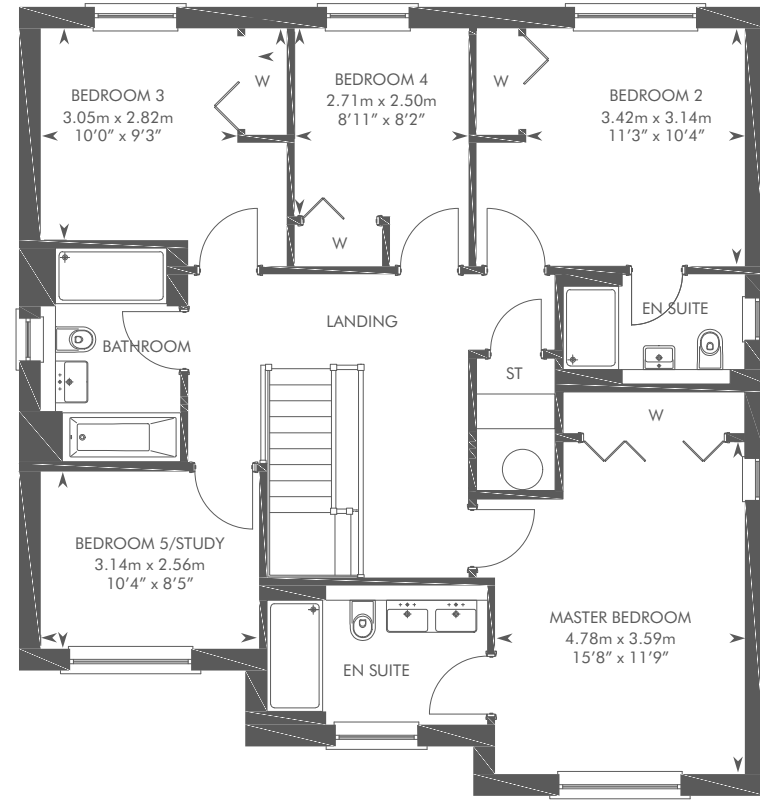 BEDROOM 3
3.05m x 2.82m
10’0” x 9’3”
W
BEDROOM 4
2.71m x 2.50m
8’11” x 8’2”
W
W
BEDROOM 2
3.42m x 3.14m
11’3” x 10’4”
LANDING
BATHROOM
EN SUITE
ST
W
BEDROOM 5/STUDY
3.14m x 2.56m
10’4” x 8’5”
EN SUITE
MASTER BEDROOM
4.78m x 3.59m
15’8” x 11’9”